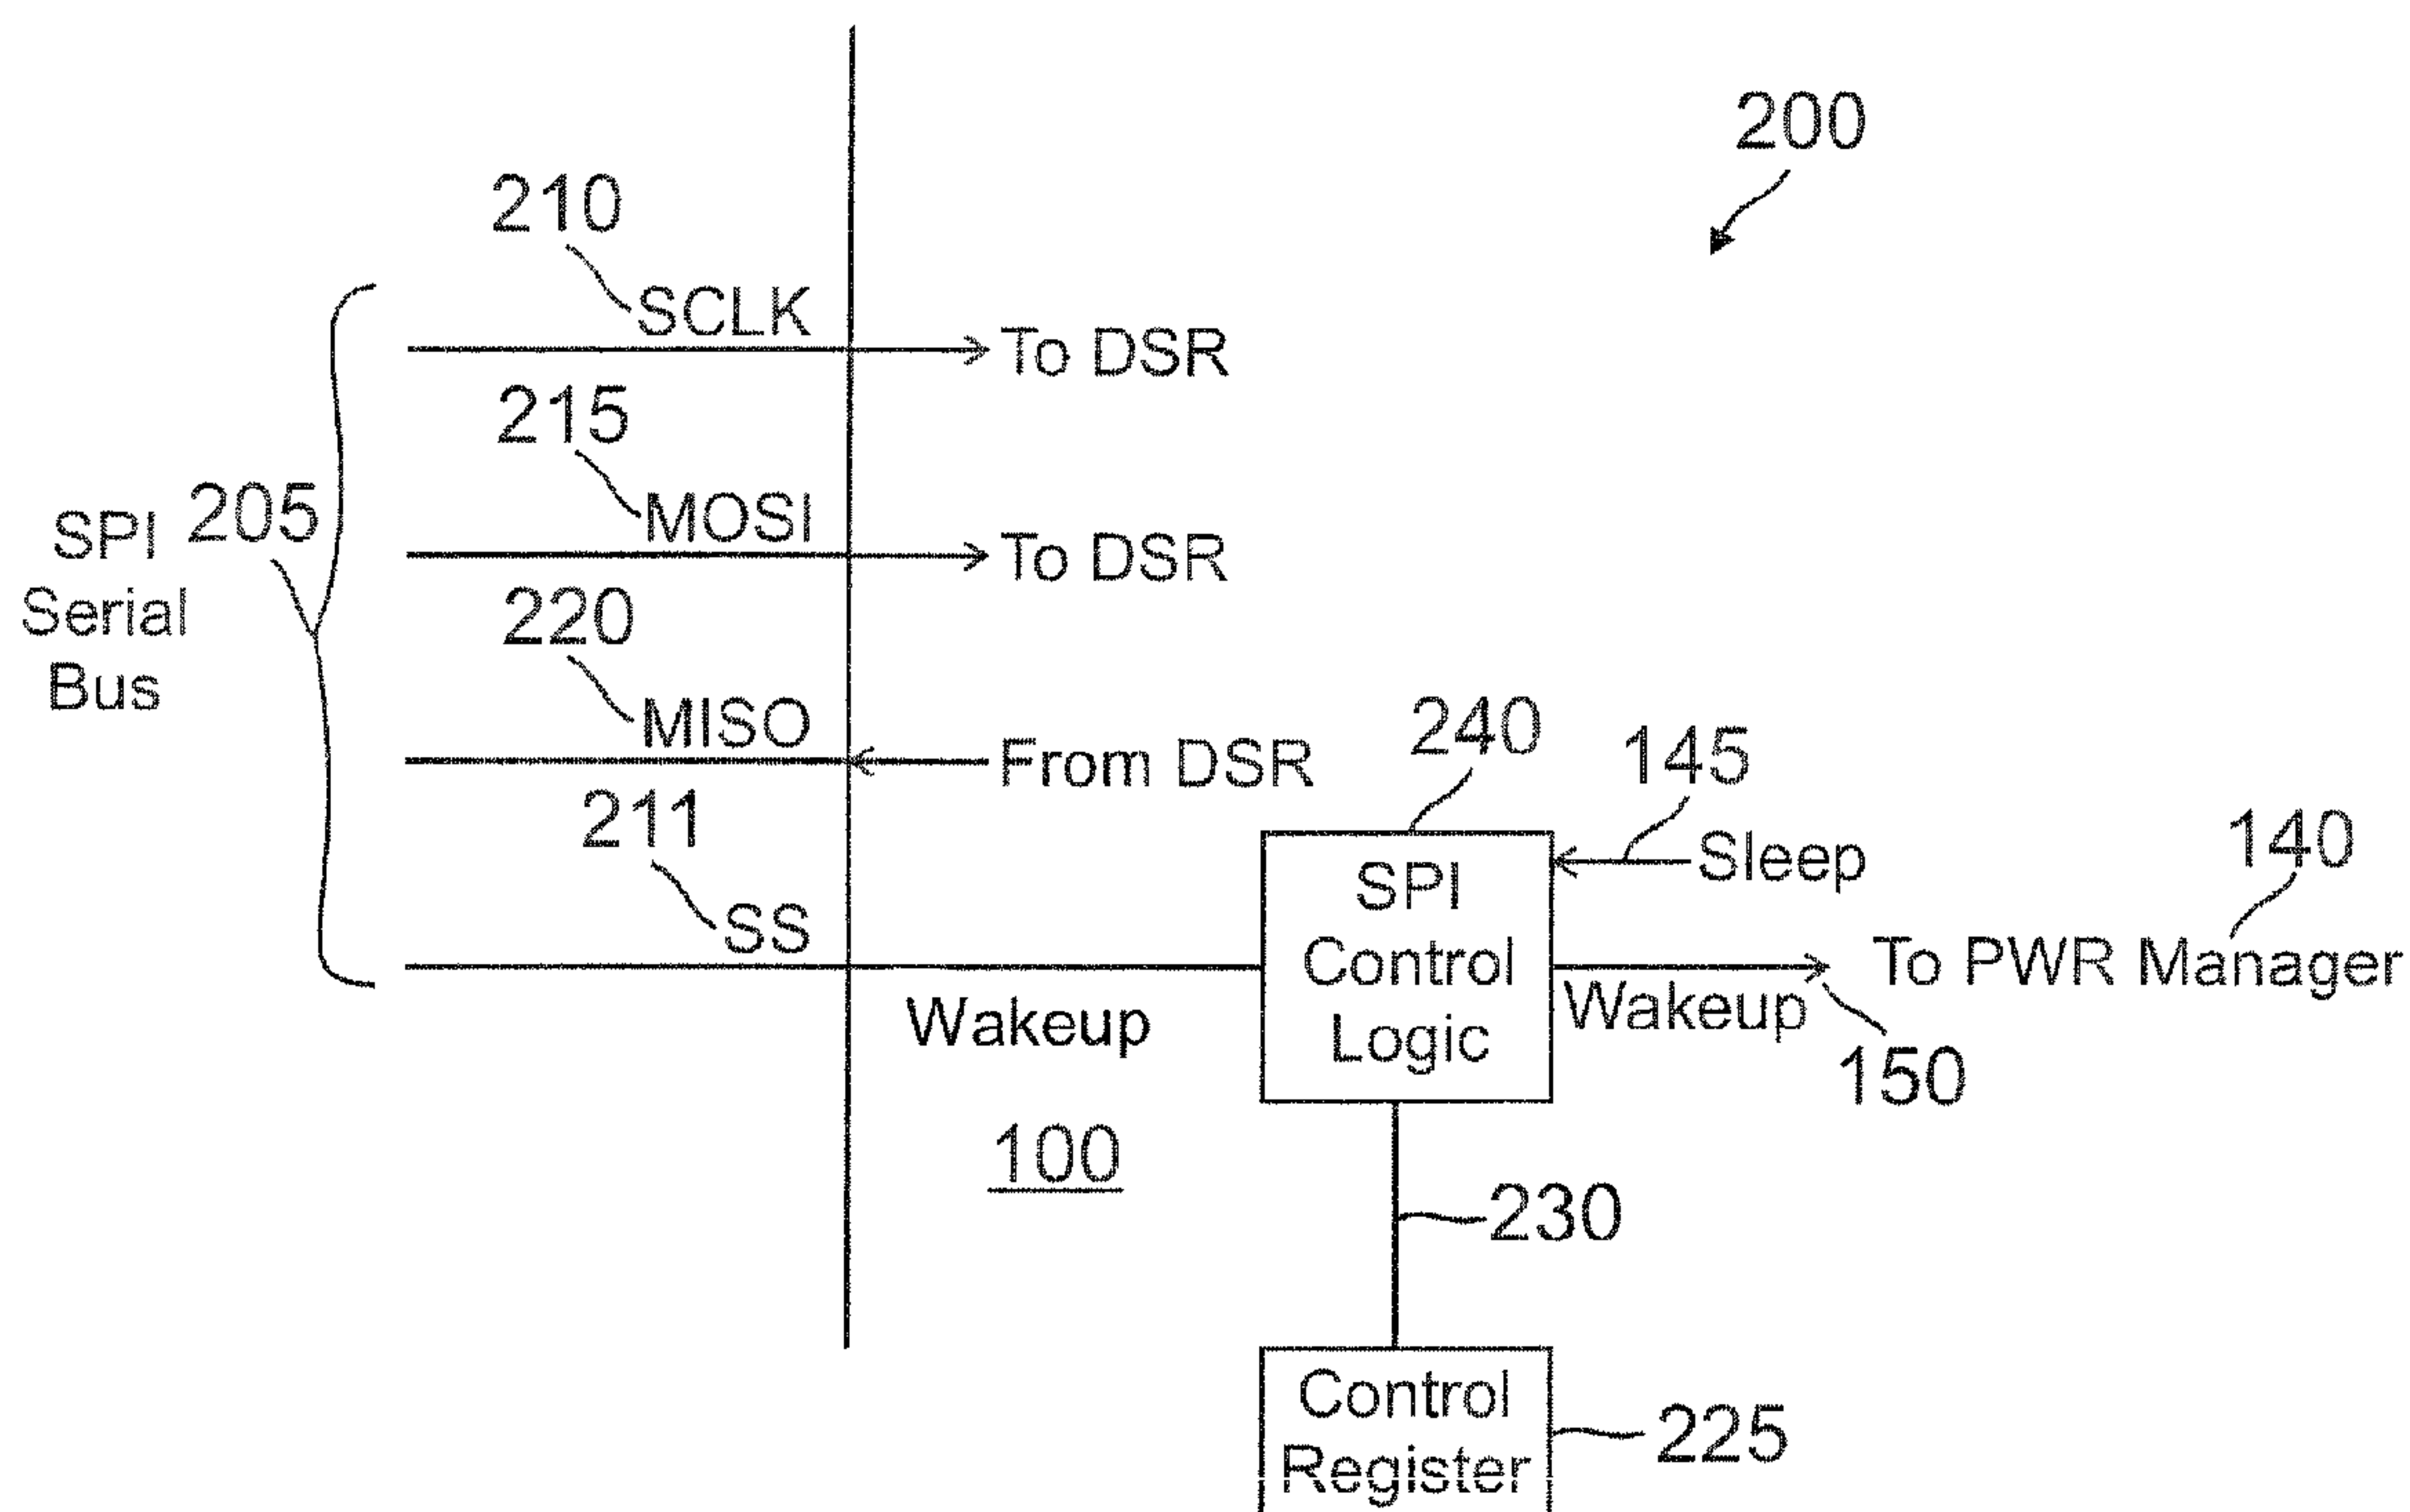 200
210
SCLK
To DSR
215
MOSI
To DSR
SPI
Serial
Bus
205
220
MISO
From DSR
211
SS
Wakeup
240
SPI
Control
Logic
145
Sleep
140
To PWR Manager
Wakeup
150
100
230
Control
Register
225